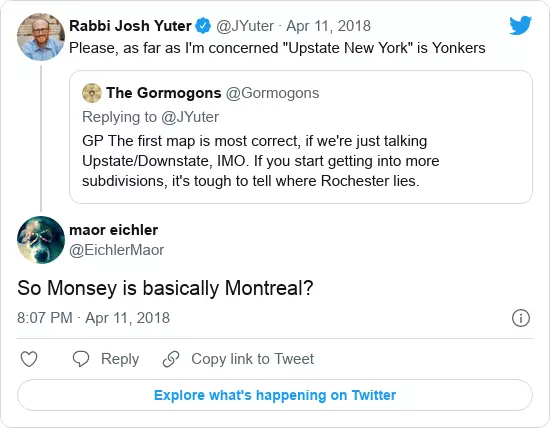 Rabbi Josh Yuter @JYuter · Apr 11, 2018
Please, as far as I'm concerned "Upstate New York" is Yonkers
The Gormogons @Gormogons
Replying to @JYuter
GP The first map is most correct, if we're just talking
Upstate/Downstate, IMO. If you start getting into more
subdivisions, it's tough to tell where Rochester lies.
maor eichler
@EichlerMaor
So Monsey is basically Montreal?
8:07 PM · Apr 11, 2018
Reply
Copy link to Tweet
Explore what's happening on Twitter